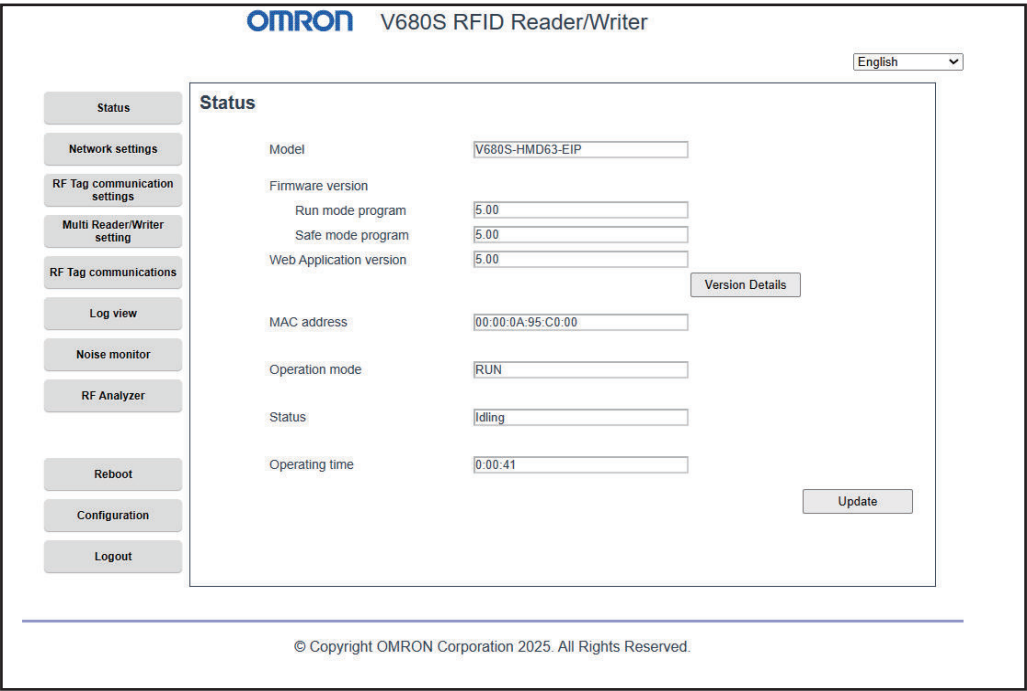 OMRON V680S RFID Reader/Writer
English
Status
Network settings
RF Tag communication
settings
Multi Reader/Writer
setting
RF Tag communications
Log view
Noise monitor
RF Analyzer
Reboot
Configuration
Logout
Status
Model V680S-HMD63-EIP
Firmware version
Run mode program 5.00
Safe mode program 5.00
Web Application version 5.00
Version Details
MAC address 00:00:0A:95:C0:00
Operation mode RUN
Status Idling
Operating time 0:00:41
Update
© Copyright OMRON Corporation 2025. All Rights Reserved.